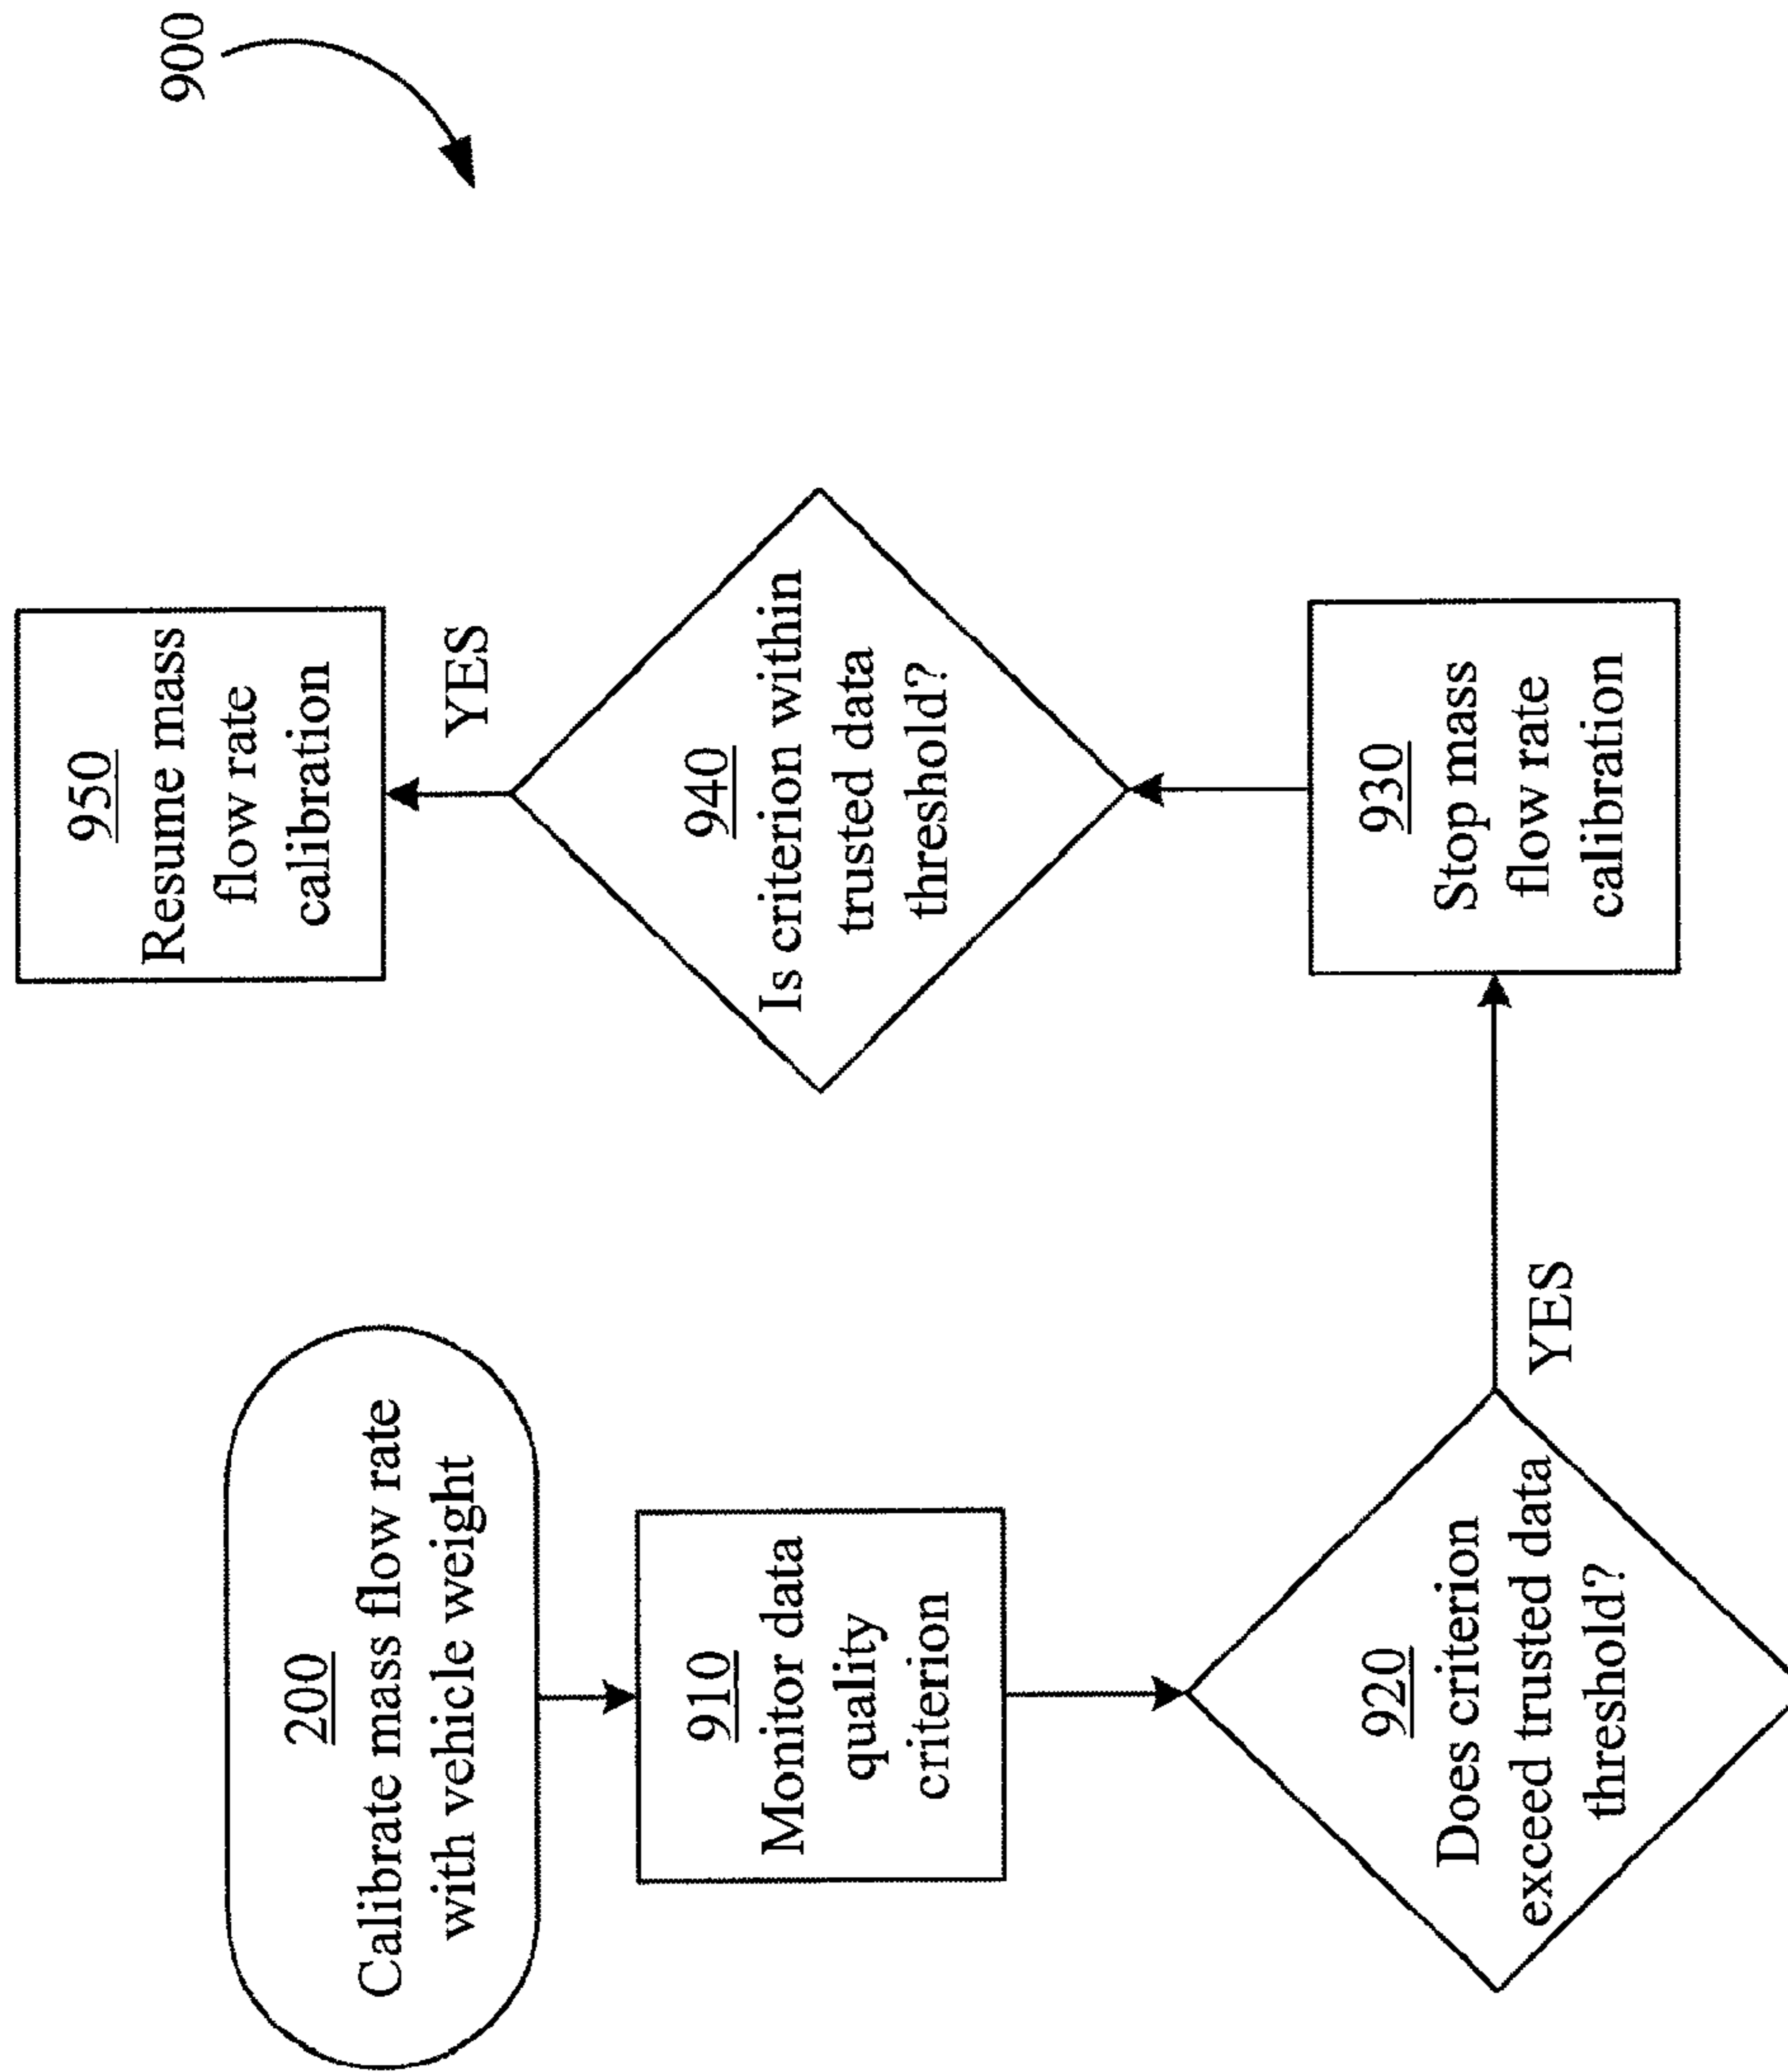 900
200
Calibrate mass flow rate
with vehicle weight
910
Monitor data
quality
criterion
920
Does criterion
exceed trusted data
threshold?
YES
930
Stop mass
flow rate
calibration
940
Is criterion within
trusted data
threshold?
YES
950
Resume mass
flow rate
calibration